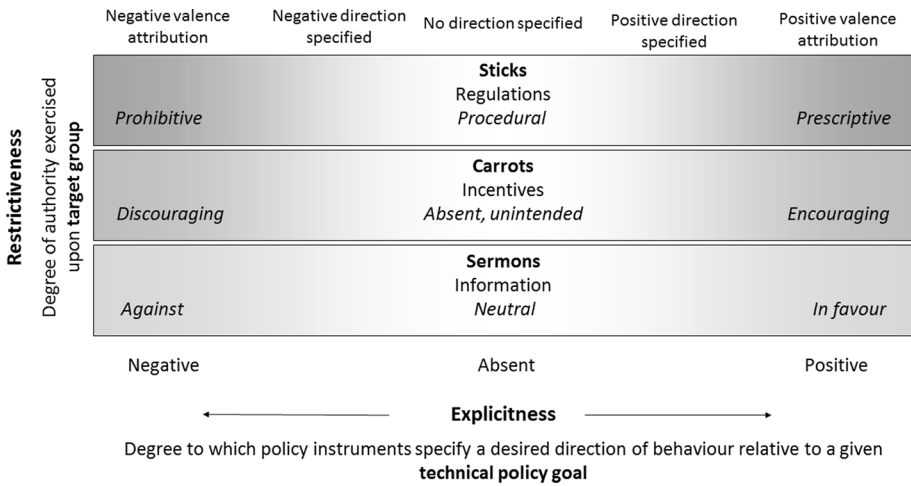 Negative valence
attribution
Negative direction
specified
No direction specified
Positive direction
specified
Positive valence
attribution
Restrictiveness
Degree of authority exercised
upon target group
Sticks
Regulations
Prohibitive
Procedural
Prescriptive
Carrots
Incentives
Discouraging
Absent, unintended
Encouraging
Sermons
Information
Against
Neutral
In favour
Negative
Absent
Positive
Explicitness
Degree to which policy instruments specify a desired direction of behaviour relative to a given
technical policy goal